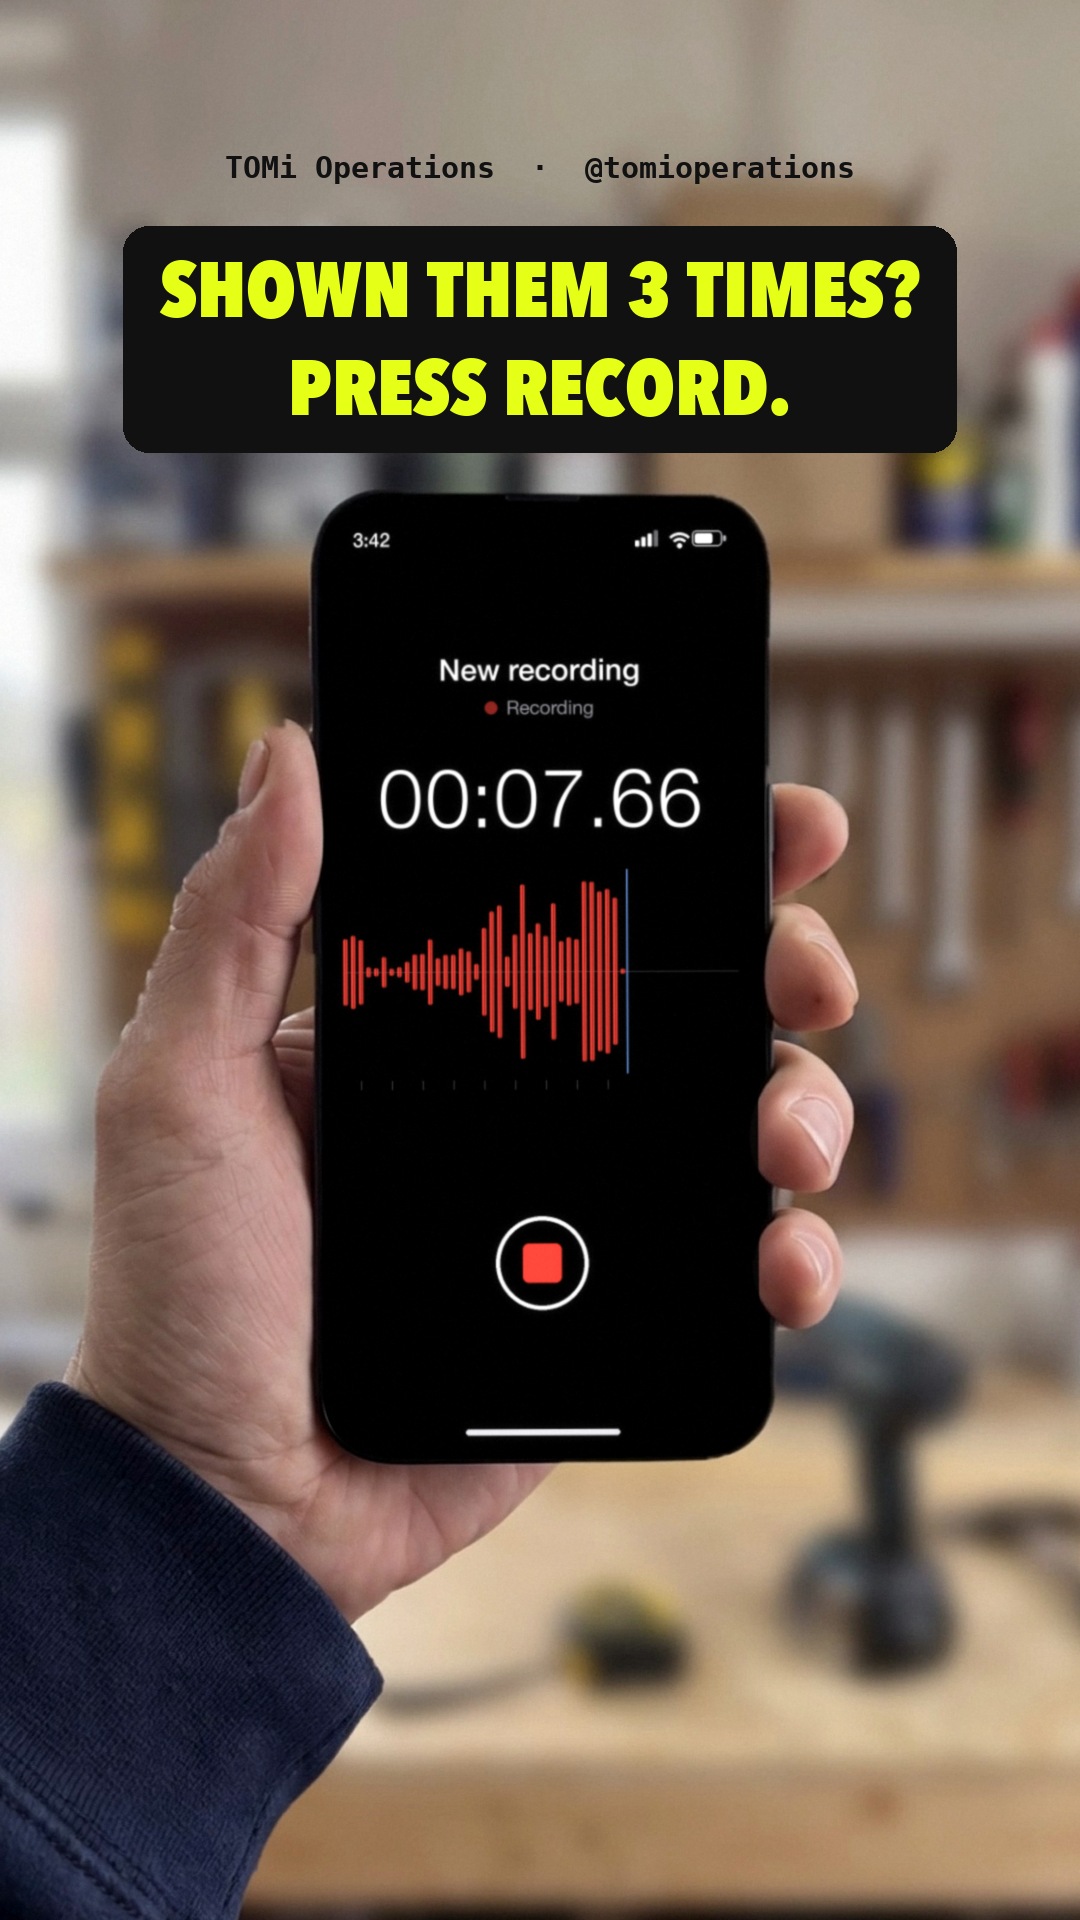 TOMi Operations · @tomioperations
SHOWN THEM 3 TIMES?
PRESS RECORD.
3:42
New recording
Recording
00:07.66